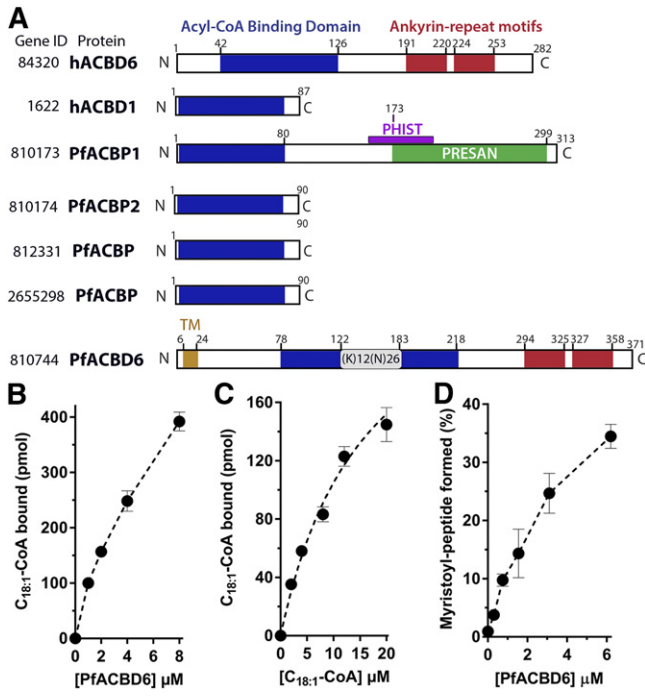 A
Acyl-CoA Binding Domain Ankyrin-repeat motifs
Gene ID Protein
1 42 126 191 220 224 253 282
84320 hACBD6 N C
1 87
1622 hACBD1 N C
173
PHIST
1 80 299 313
810173 PfACBP1 N PRESAN C
1 90
810174 PfACBP2 N C
90
1
812331 PfACBP N C
1 90
2655298 PfACBP N C
TM
6 24 78 122 183 218 294 325 327 358 371
810744 PfACBD6 N (K)12(N)26 C
B
C18:1-CoA bound (pmol)
400
350
300
250
200
150
100
50
0
0 2 4 6 8
[PfACBD6] µM
C
C18:1-CoA bound (pmol)
160
120
80
40
0
0 5 10 15 20
[C18:1-CoA] µM
D
Myristoyl-peptide formed (%)
40
30
20
10
0
0 2 4 6
[PfACBD6] µM